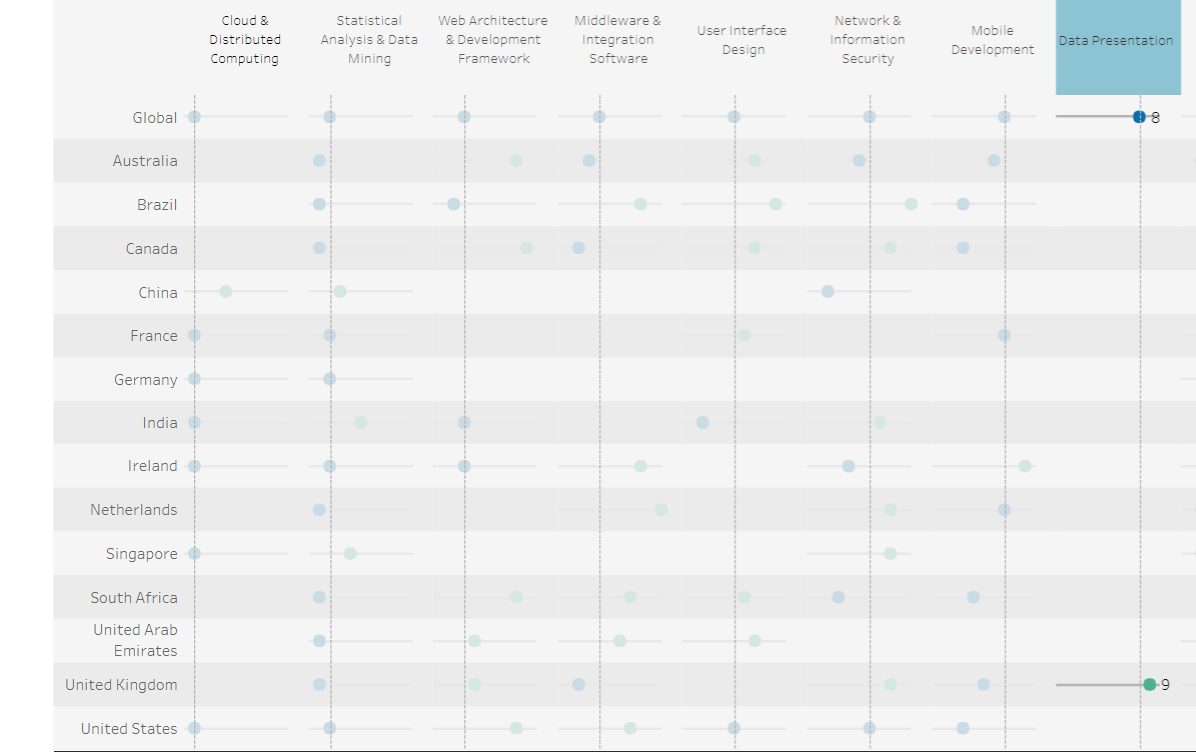 Cloud &
Distributed
Computing
Statistical
Analysis & Data
Mining
Web Architecture
& Development
Framework
Middleware &
Integration
Software
User Interface
Design
Network &
Information
Security
Mobile
Development
Data Presentation
Global
8
Australia
Brazil
Canada
China
France
Germany
India
Ireland
Netherlands
Singapore
South Africa
United Arab
Emirates
United Kingdom
9
United States